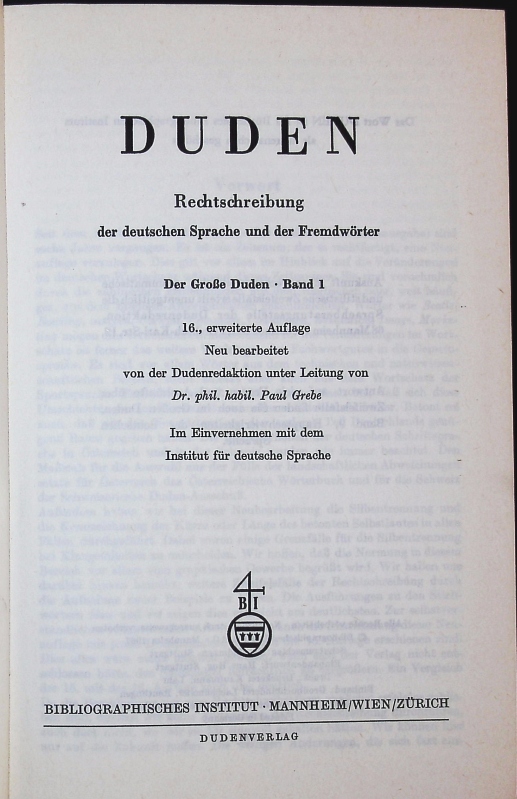 DUDEN
Rechtschreibung
der deutschen Sprache und der Fremdwörter
Der Große Duden · Band 1
16., erweiterte Auflage
Neu bearbeitet
von der Dudenredaktion unter Leitung von
Dr. phil. habil. Paul Grebe
Im Einvernehmen mit dem
Institut für deutsche Sprache
B I
BIBLIOGRAPHISCHES INSTITUT · MANNHEIM/WIEN/ZÜRICH
DUDENVERLAG